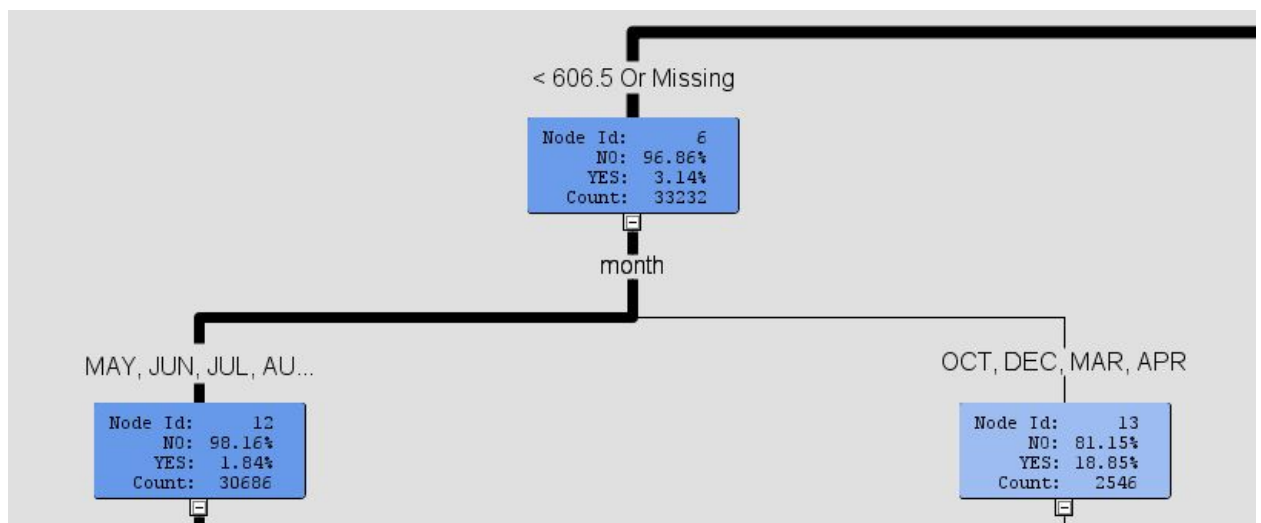 < 606.5 Or Missing
Node Id: 6
NO: 96.86%
YES: 3.14%
Count: 33232
month
MAY, JUN, JUL, AU...
OCT, DEC, MAR, APR
Node Id: 12
NO: 98.16%
YES: 1.84%
Count: 30686
Node Id: 13
NO: 81.15%
YES: 18.85%
Count: 2546